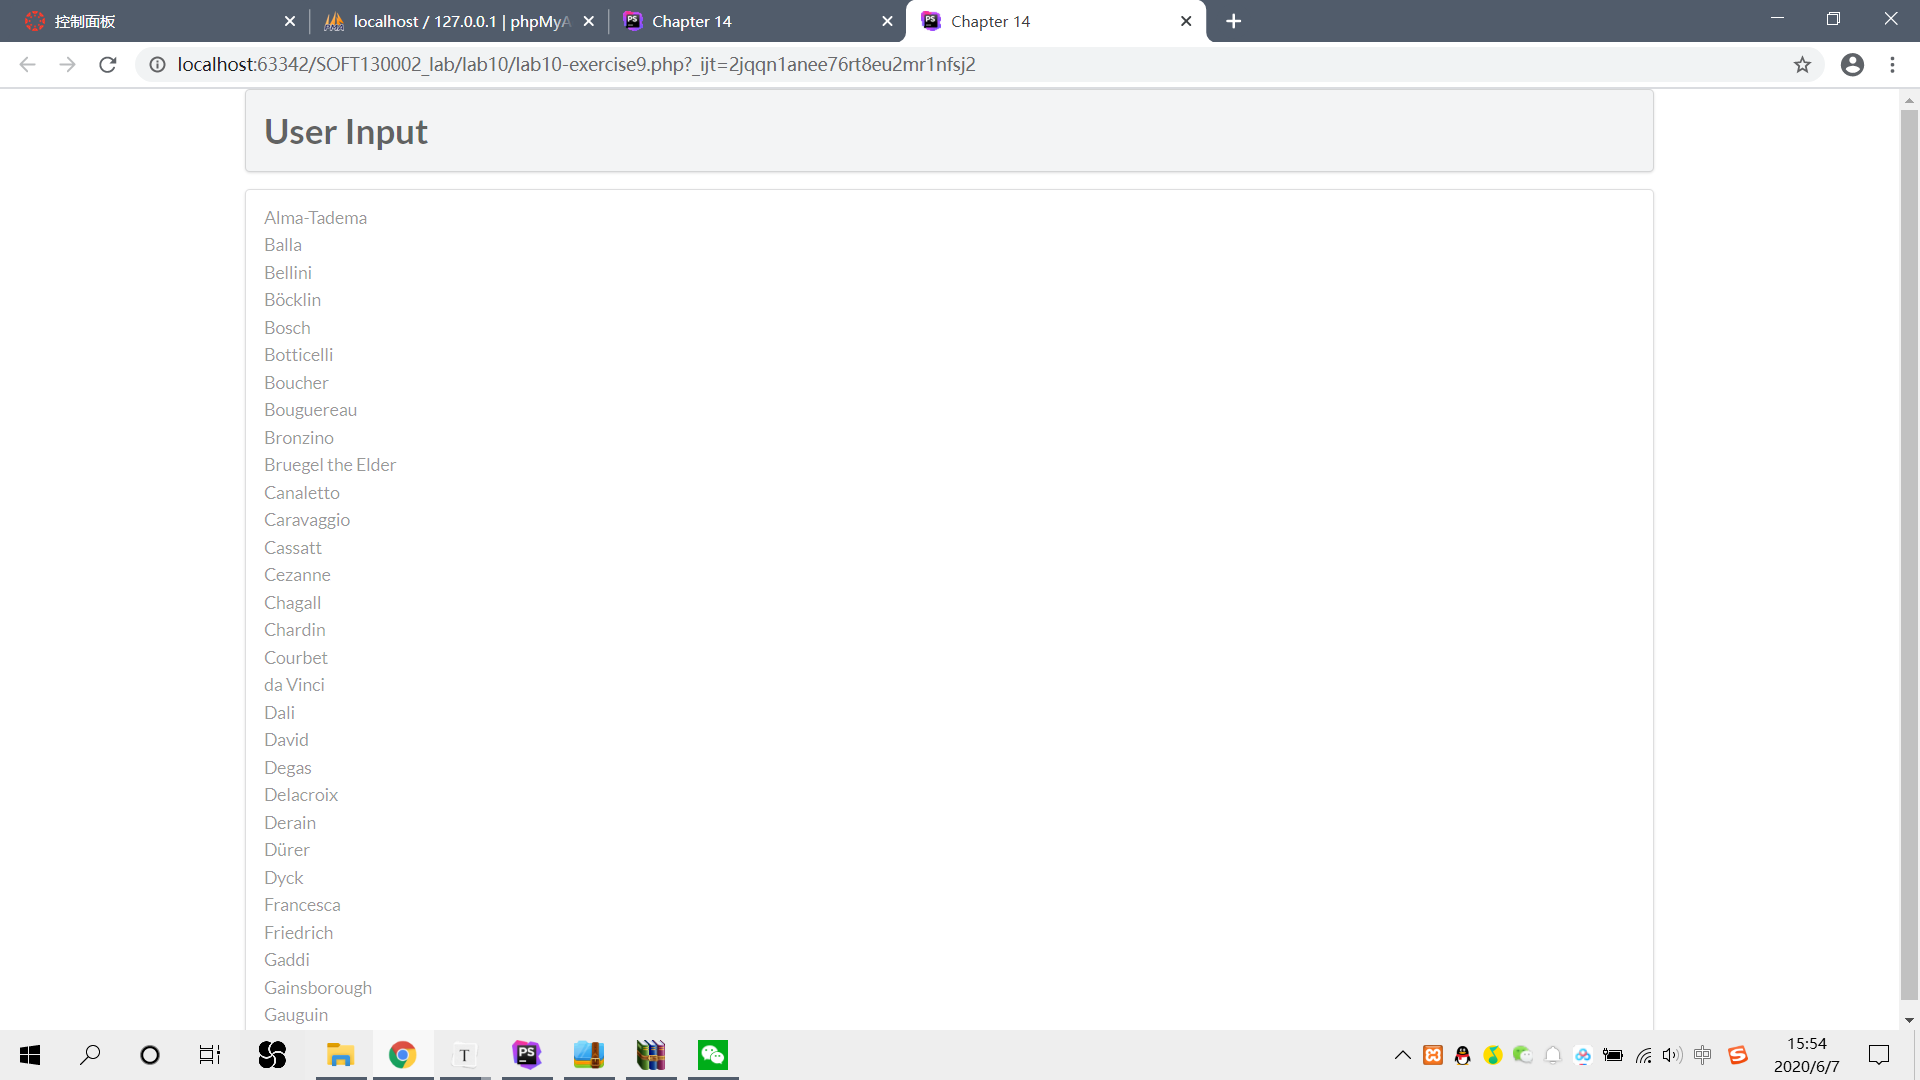 控制面板
localhost / 127.0.0.1 | phpMyA
Chapter 14
Chapter 14
localhost:63342/SOFT130002_lab/lab10/lab10-exercise9.php?_ijt=2jqqn1anee76rt8eu2mr1nfsj2
User Input
Alma-Tadema
Balla
Bellini
Böcklin
Bosch
Botticelli
Boucher
Bouguereau
Bronzino
Bruegel the Elder
Canaletto
Caravaggio
Cassatt
Cezanne
Chagall
Chardin
Courbet
da Vinci
Dali
David
Degas
Delacroix
Derain
Dürer
Dyck
Francesca
Friedrich
Gaddi
Gainsborough
Gauguin
T
PS
中
15:54
2020/6/7